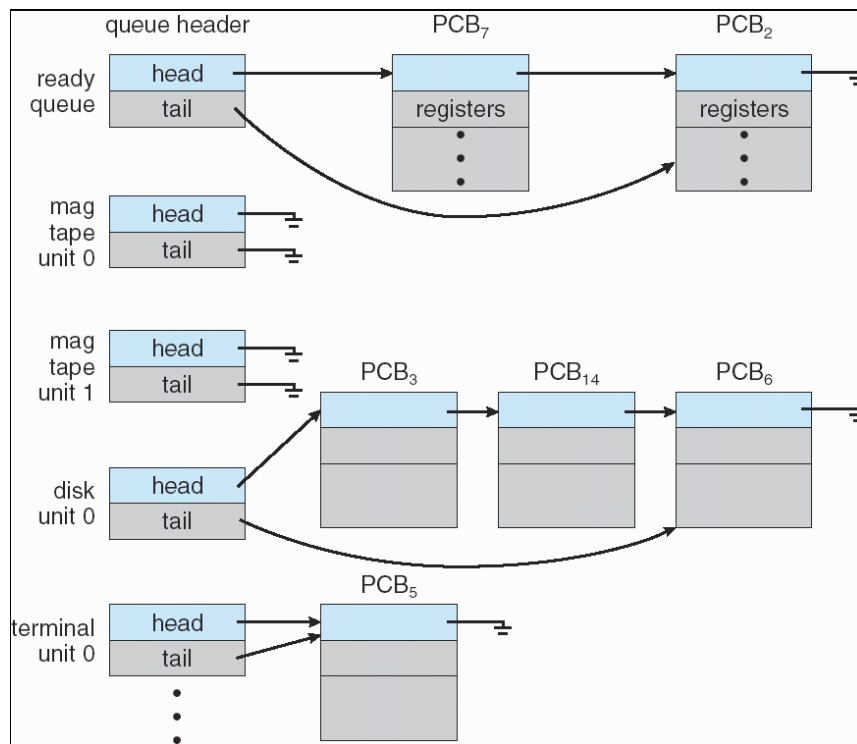 queue header
PCB₇
PCB₂
ready
queue
head
tail
registers
registers
mag
tape
unit 0
head
tail
mag
tape
unit 1
head
tail
PCB₃
PCB₁₄
PCB₆
disk
unit 0
head
tail
PCB₅
terminal
unit 0
head
tail